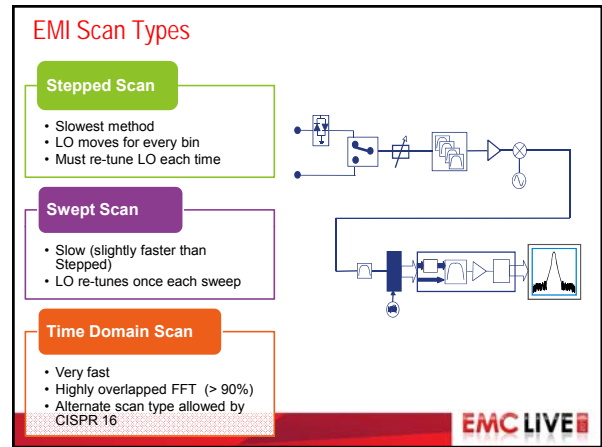 EMI Scan Types
Stepped Scan
• Slowest method
• LO moves for every bin
• Must re-tune LO each time
Swept Scan
• Slow (slightly faster than
Stepped)
• LO re-tunes once each sweep
Time Domain Scan
• Very fast
• Highly overlapped FFT (> 90%)
• Alternate scan type allowed by
CISPR 16
EMC LIVE